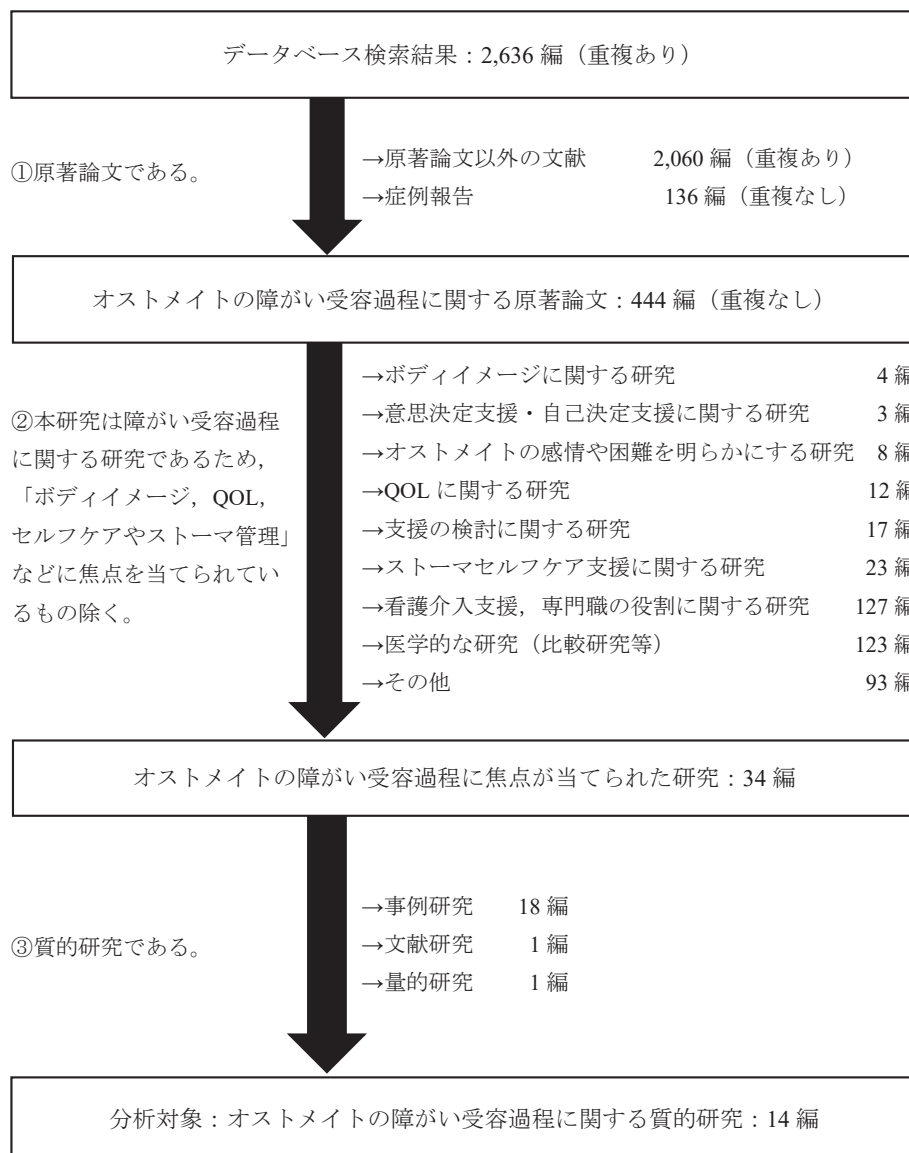 データベース検索結果：2,636 編（重複あり）
①原著論文である。
→原著論文以外の文献 2,060 編（重複あり）
→症例報告 136 編（重複なし）
オストメイトの障がい受容過程に関する原著論文：444 編（重複なし）
②本研究は障がい受容過程
に関する研究であるため，
「ボディイメージ，QOL，
セルフケアやストーマ管理」
などに焦点を当てられてい
るもの除く。
→ボディイメージに関する研究 4 編
→意思決定支援・自己決定支援に関する研究 3 編
→オストメイトの感情や困難を明らかにする研究 8 編
→QOL に関する研究 12 編
→支援の検討に関する研究 17 編
→ストーマセルフケア支援に関する研究 23 編
→看護介入支援，専門職の役割に関する研究 127 編
→医学的な研究（比較研究等） 123 編
→その他 93 編
オストメイトの障がい受容過程に焦点が当てられた研究：34 編
③質的研究である。
→事例研究 18 編
→文献研究 1 編
→量的研究 1 編
分析対象：オストメイトの障がい受容過程に関する質的研究：14 編